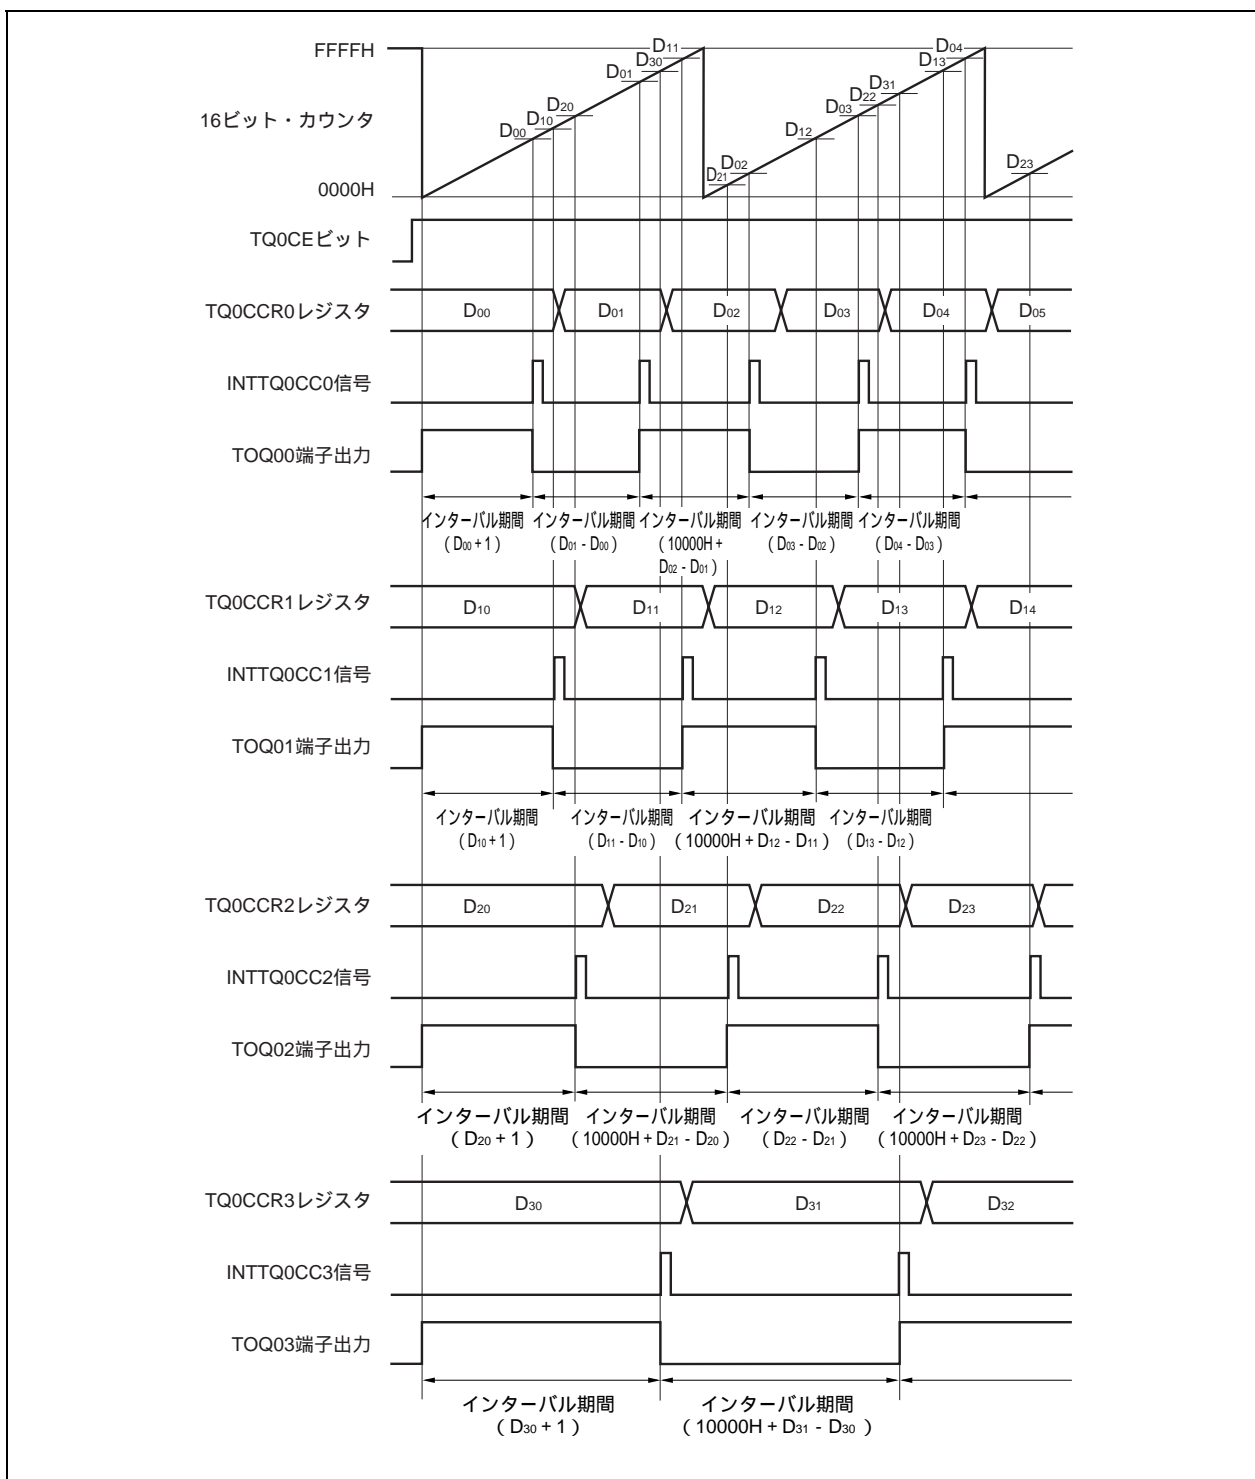 FFFFH
16ビット・カウンタ
0000H
D00
D10
D20
D01
D30
D11
D21
D02
D12
D03
D22
D31
D13
D04
D23
TQ0CEビット
TQ0CCR0レジスタ
D00 D01 D02 D03 D04 D05
INTTQ0CC0信号
TOQ00端子出力
インターバル期間 インターバル期間 インターバル期間 インターバル期間 インターバル期間
(D00 + 1) (D01 - D00) (10000H + (D03 - D02) (D04 - D03)
D02 - D01)
TQ0CCR1レジスタ
D10 D11 D12 D13 D14
INTTQ0CC1信号
TOQ01端子出力
インターバル期間 インターバル期間 インターバル期間 インターバル期間
(D10 + 1) (D11 - D10) (10000H + D12 - D11) (D13 - D12)
TQ0CCR2レジスタ
D20 D21 D22 D23
INTTQ0CC2信号
TOQ02端子出力
インターバル期間 インターバル期間 インターバル期間 インターバル期間
(D20 + 1) (10000H + D21 - D20) (D22 - D21) (10000H + D23 - D22)
TQ0CCR3レジスタ
D30 D31 D32
INTTQ0CC3信号
TOQ03端子出力
インターバル期間 インターバル期間
(D30 + 1) (10000H + D31 - D30)